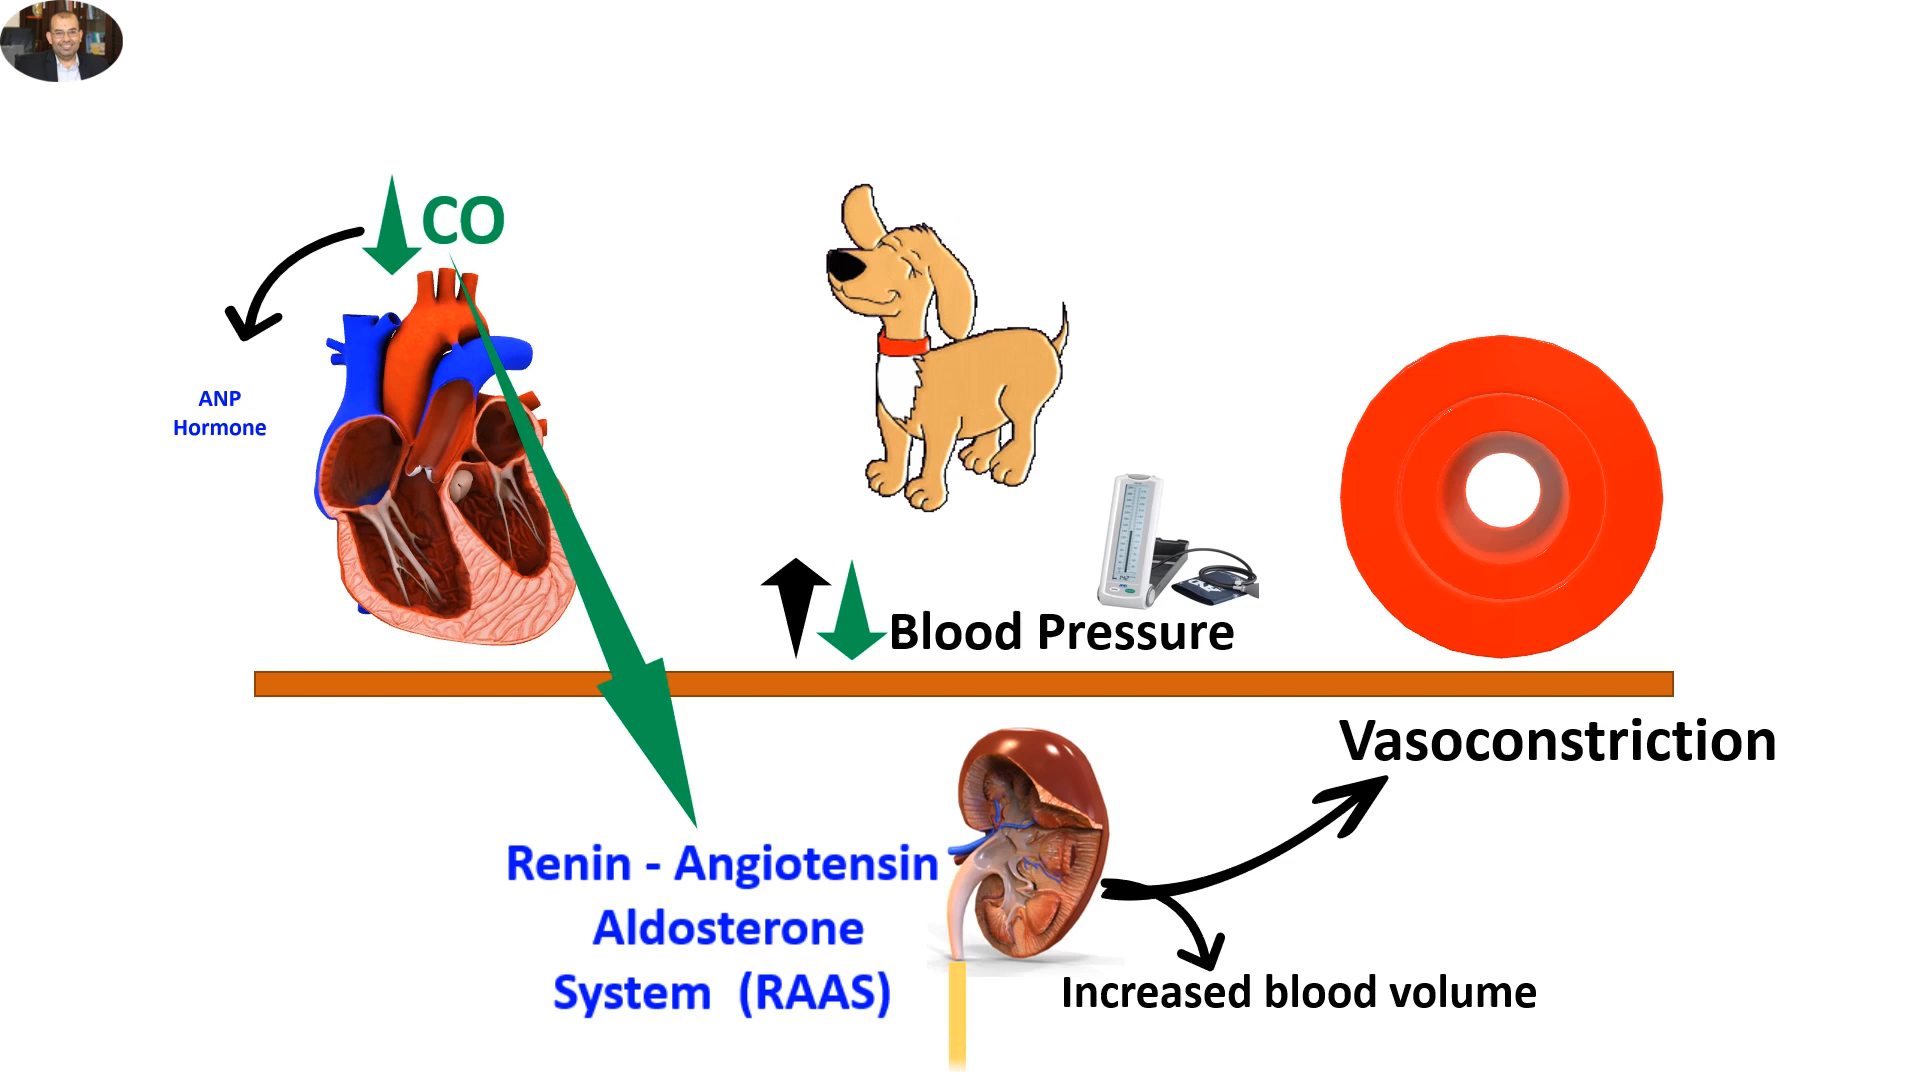 CO
ANP
Hormone
Blood Pressure
Vasoconstriction
Renin - Angiotensin
Aldosterone
System (RAAS)
Increased blood volume